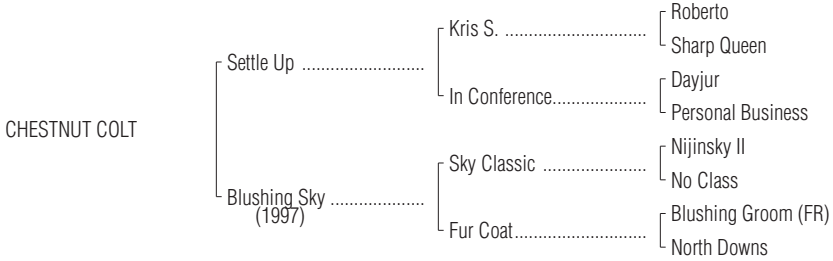 Roberto
Kris S. ..............................
Sharp Queen
Settle Up ..........................
Dayjur
In Conference....................
Personal Business
CHESTNUT COLT
Nijinsky II
Sky Classic ......................
No Class
Blushing Sky ....................
(1997)
Blushing Groom (FR)
Fur Coat............................
North Downs